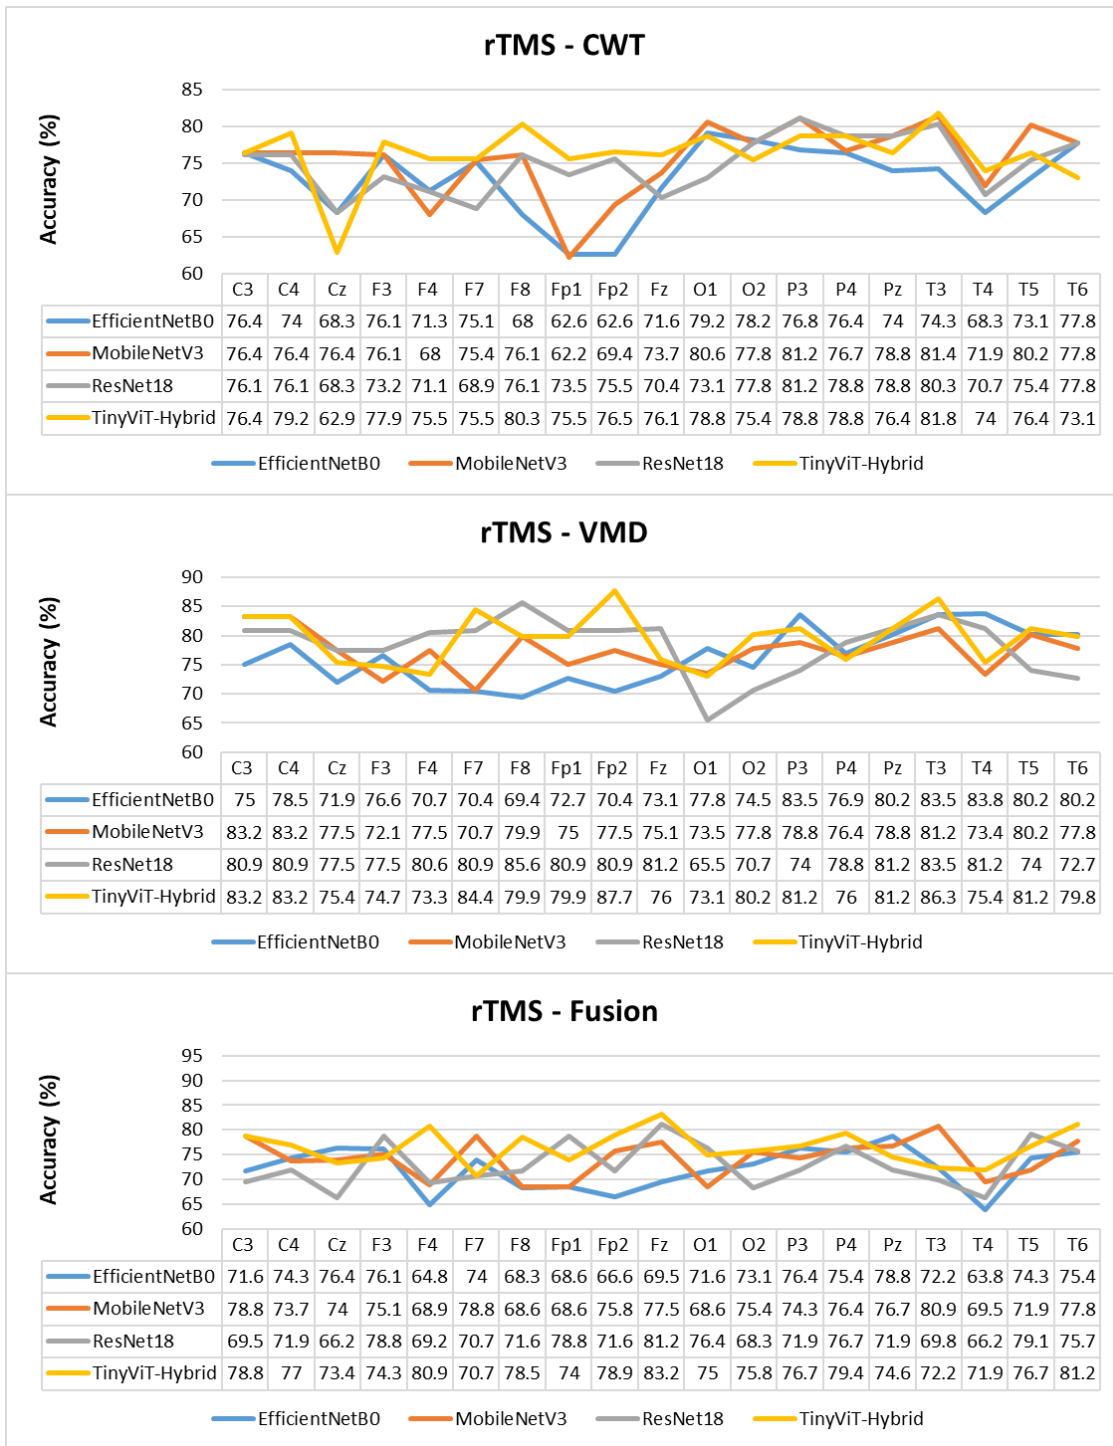 rTMS - CWT
Accuracy (%)
85
80
75
70
65
60
C3 C4 Cz F3 F4 F7 F8 Fp1 Fp2 Fz O1 O2 P3 P4 Pz T3 T4 T5 T6
EfficientNetB0 76.4 74 68.3 76.1 71.3 75.1 68 62.6 62.6 71.6 79.2 78.2 76.8 76.4 74 74.3 68.3 73.1 77.8
MobileNetV3 76.4 76.4 76.4 76.1 68 75.4 76.1 62.2 69.4 73.7 80.6 77.8 81.2 76.7 78.8 81.4 71.9 80.2 77.8
ResNet18 76.1 76.1 68.3 73.2 71.1 68.9 76.1 73.5 75.5 70.4 73.1 77.8 81.2 78.8 78.8 80.3 70.7 75.4 77.8
TinyViT-Hybrid 76.4 79.2 62.9 77.9 75.5 75.5 80.3 75.5 76.5 76.1 78.8 75.4 78.8 78.8 76.4 81.8 74 76.4 73.1
EfficientNetB0 MobileNetV3 ResNet18 TinyViT-Hybrid
rTMS - VMD
Accuracy (%)
90
85
80
75
70
65
60
C3 C4 Cz F3 F4 F7 F8 Fp1 Fp2 Fz O1 O2 P3 P4 Pz T3 T4 T5 T6
EfficientNetB0 75 78.5 71.9 76.6 70.7 70.4 69.4 72.7 70.4 73.1 77.8 74.5 83.5 76.9 80.2 83.5 83.8 80.2 80.2
MobileNetV3 83.2 83.2 77.5 72.1 77.5 70.7 79.9 75 77.5 75.1 73.5 77.8 78.8 76.4 78.8 81.2 73.4 80.2 77.8
ResNet18 80.9 80.9 77.5 77.5 80.6 80.9 85.6 80.9 80.9 81.2 65.5 70.7 74 78.8 81.2 83.5 81.2 74 72.7
TinyViT-Hybrid 83.2 83.2 75.4 74.7 73.3 84.4 79.9 79.9 87.7 76 73.1 80.2 81.2 76 81.2 86.3 75.4 81.2 79.8
EfficientNetB0 MobileNetV3 ResNet18 TinyViT-Hybrid
rTMS - Fusion
Accuracy (%)
95
90
85
80
75
70
65
60
C3 C4 Cz F3 F4 F7 F8 Fp1 Fp2 Fz O1 O2 P3 P4 Pz T3 T4 T5 T6
EfficientNetB0 71.6 74.3 76.4 76.1 64.8 74 68.3 68.6 66.6 69.5 71.6 73.1 76.4 75.4 78.8 72.2 63.8 74.3 75.4
MobileNetV3 78.8 73.7 74 75.1 68.9 78.8 68.6 68.6 75.8 77.5 68.6 75.4 74.3 76.4 76.7 80.9 69.5 71.9 77.8
ResNet18 69.5 71.9 66.2 78.8 69.2 70.7 71.6 78.8 71.6 81.2 76.4 68.3 71.9 76.7 71.9 69.8 66.2 79.1 75.7
TinyViT-Hybrid 78.8 77 73.4 74.3 80.9 70.7 78.5 74 78.9 83.2 75 75.8 76.7 79.4 74.6 72.2 71.9 76.7 81.2
EfficientNetB0 MobileNetV3 ResNet18 TinyViT-Hybrid